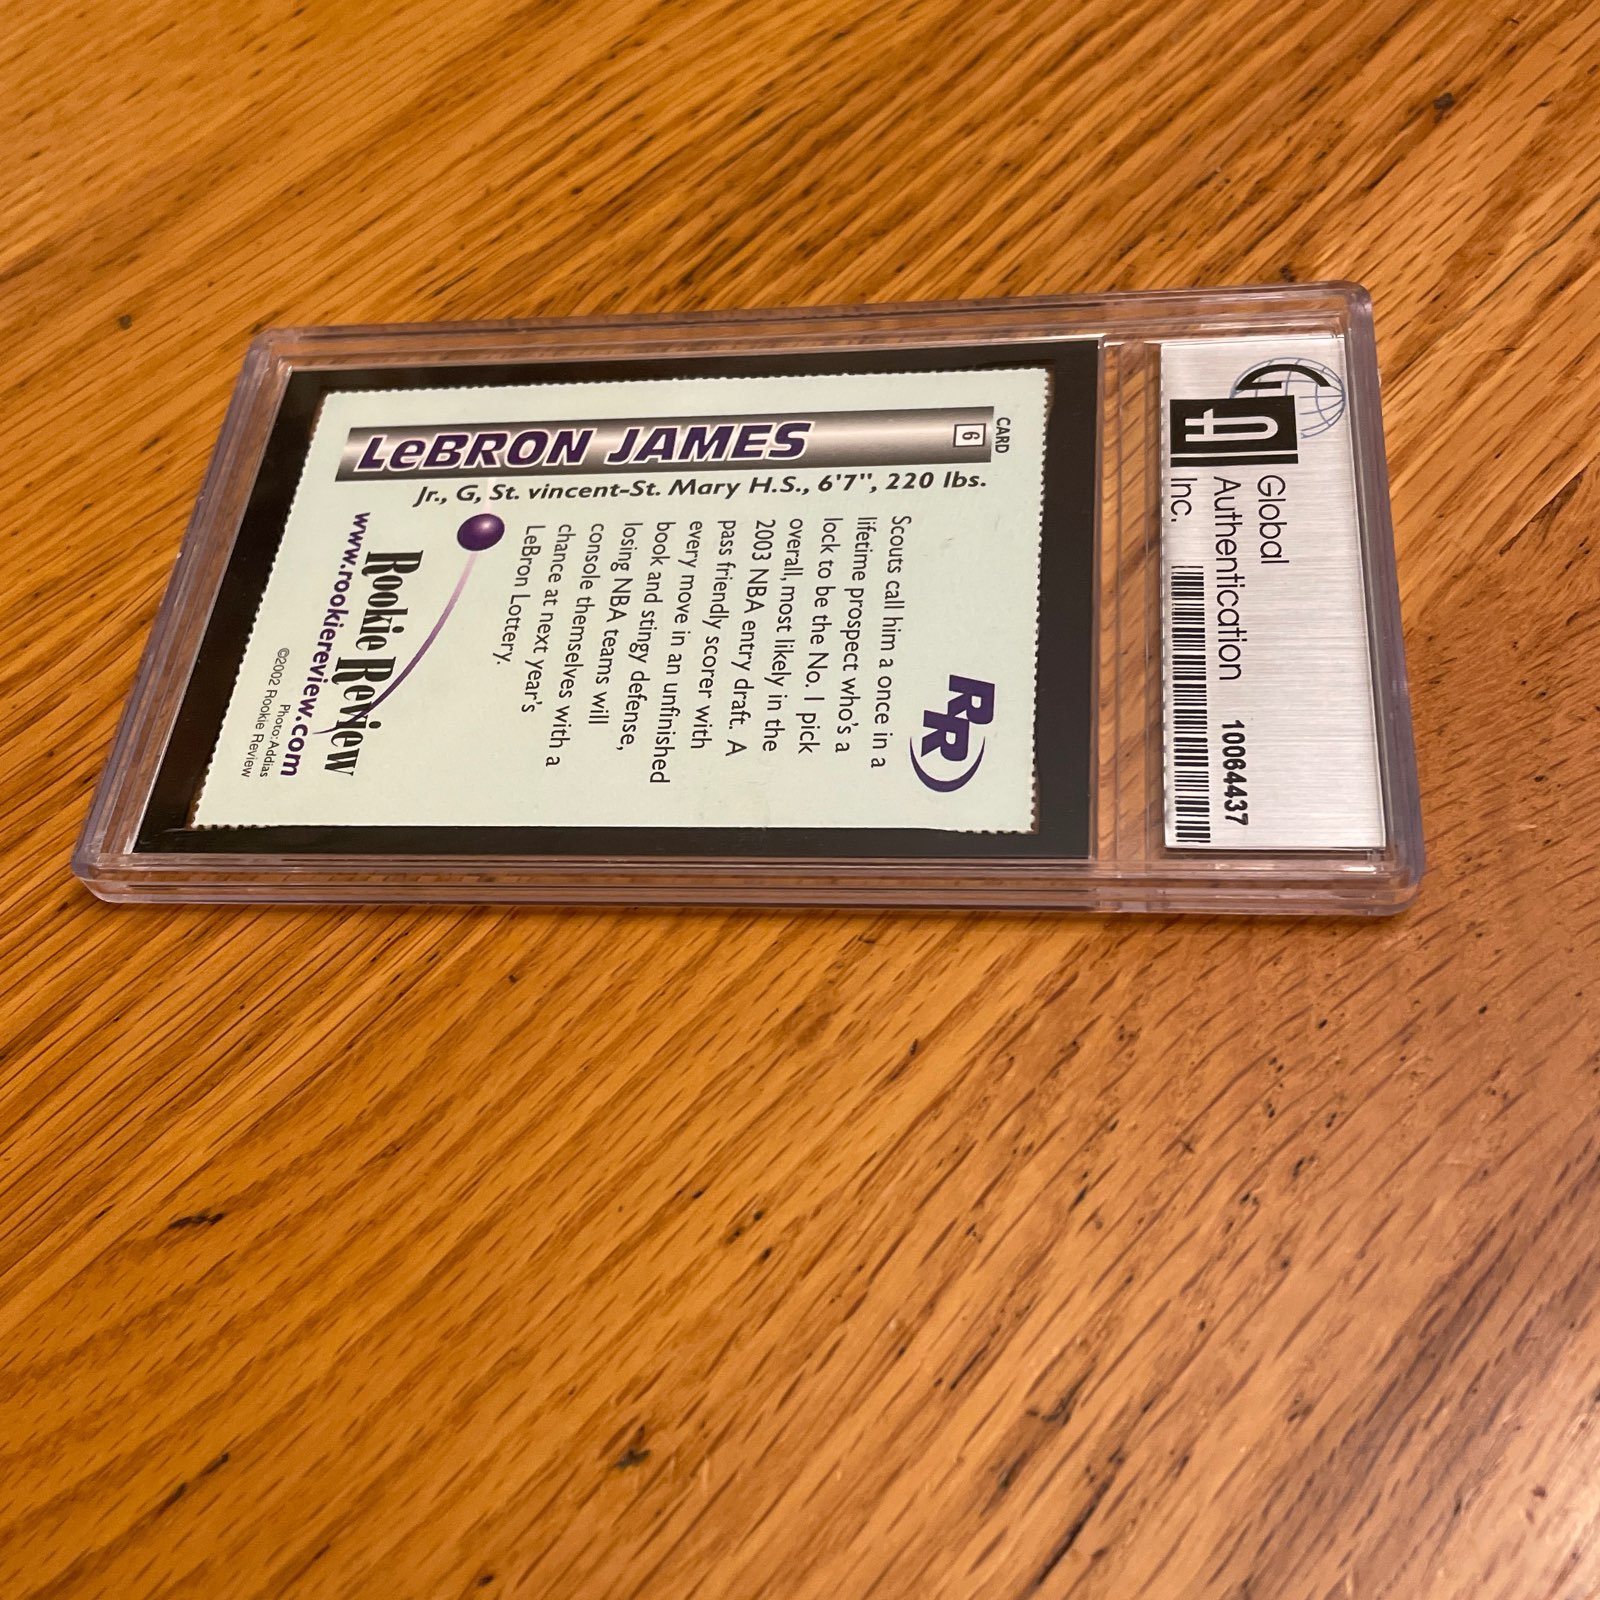 GA
Global
Authentication
Inc.
10064437
CARD
6
LeBRON JAMES
Jr., G, St. vincent-St. Mary H.S., 6'7", 220 lbs.
RR
Scouts call him a once in a
lifetime prospect who's a
lock to be the No. 1 pick
overall, most likely in the
2003 NBA entry draft. A
pass friendly scorer with
every move in an unfinished
book and stingy defense,
losing NBA teams will
console themselves with a
chance at next year's
LeBron Lottery.
Rookie Review
www.rookiereview.com
Photo: Addias
©2002 Rookie Review